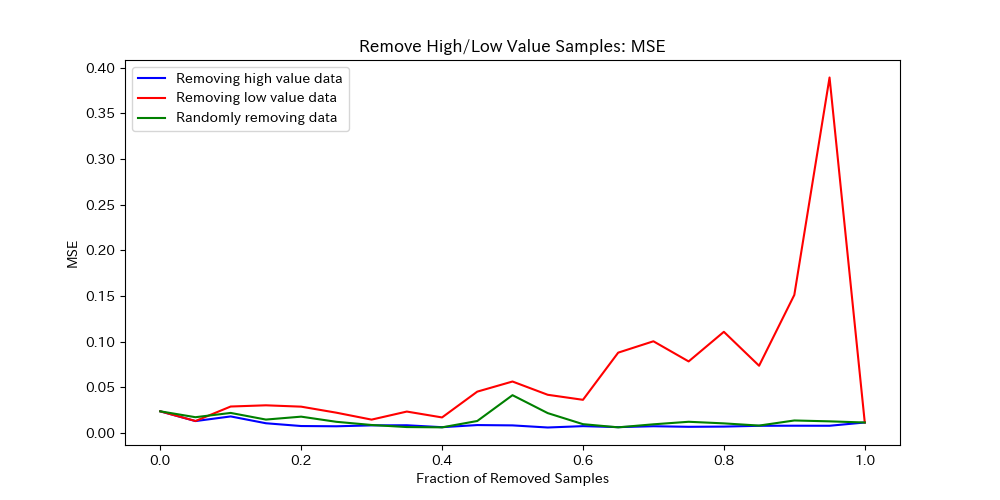 Remove High/Low Value Samples: MSE
Removing high value data
Removing low value data
Randomly removing data
MSE
0.40
0.35
0.30
0.25
0.20
0.15
0.10
0.05
0.00
0.0 0.2 0.4 0.6 0.8 1.0
Fraction of Removed Samples